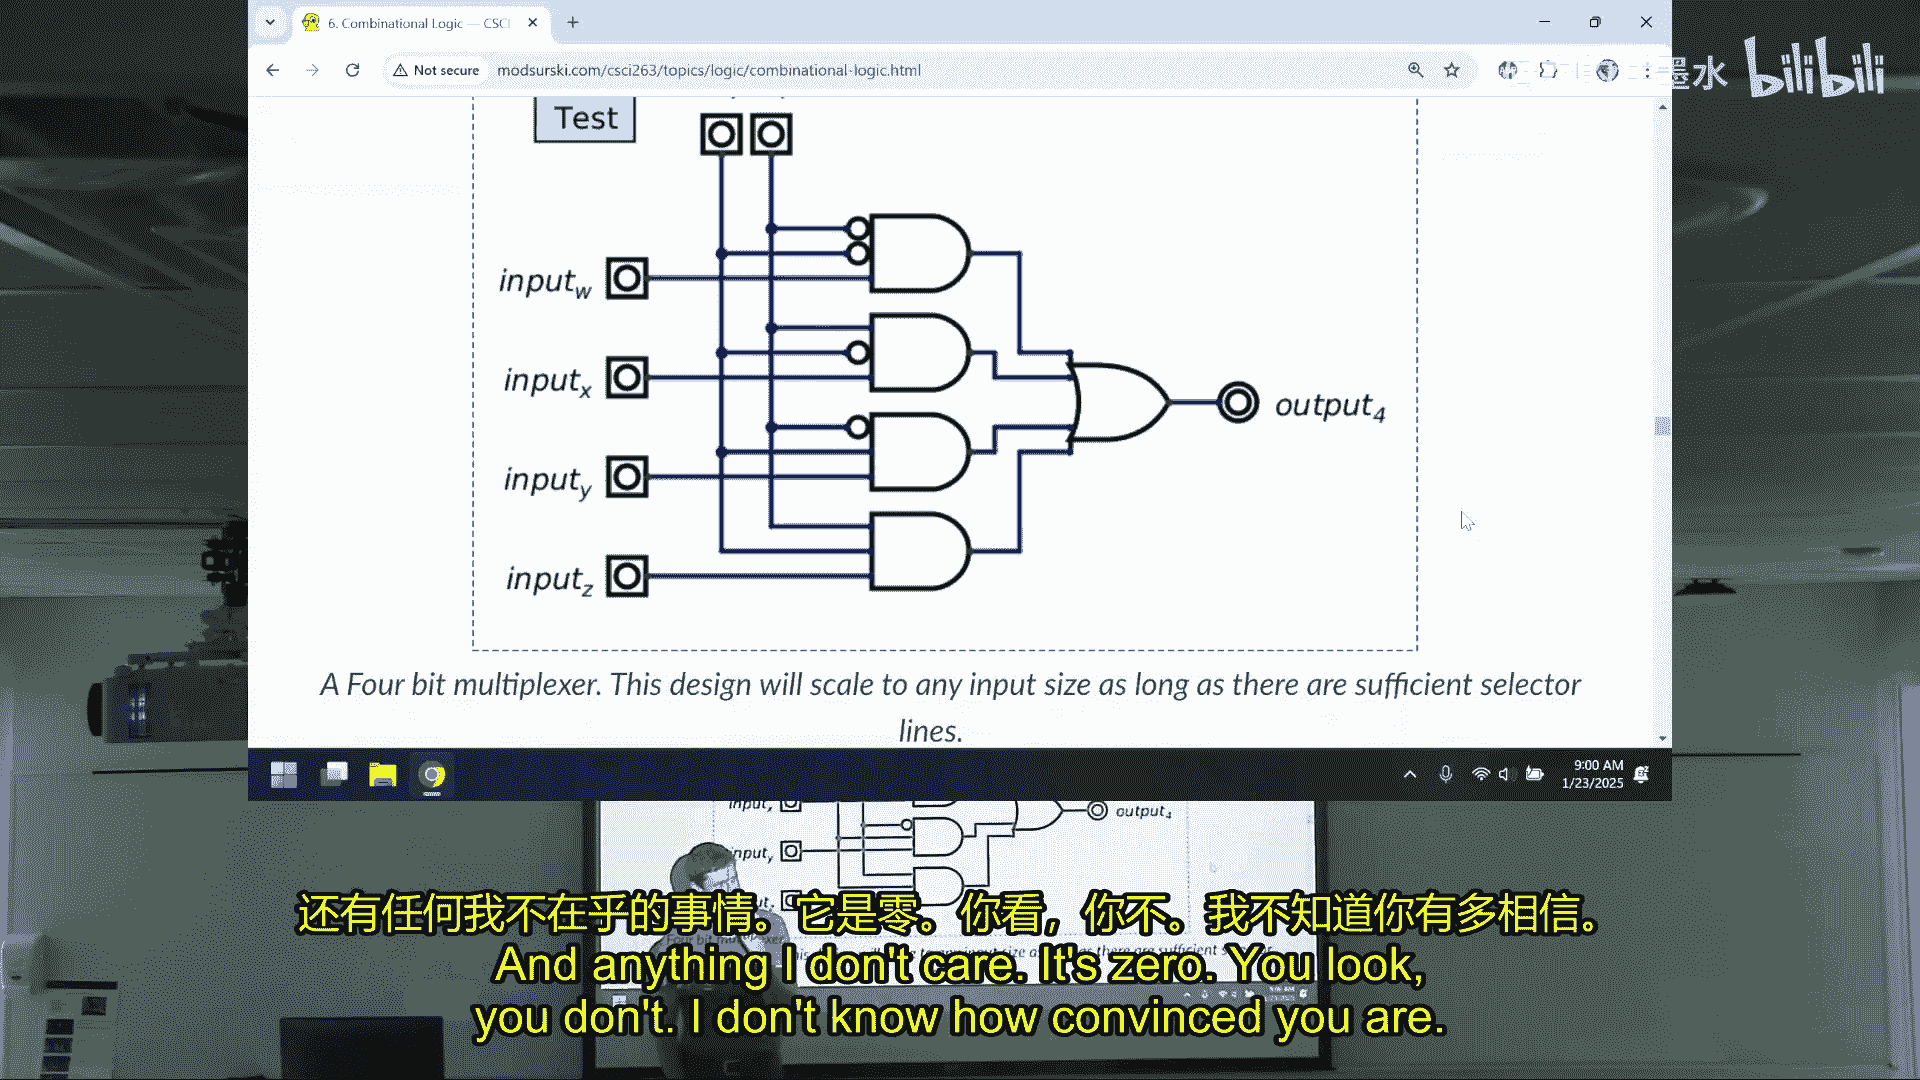 6. Combinational Logic — CSCI
Not secure
modsurski.com/csci263/topics/logic/combinational-logic.html
墨水 bilibili
Test
input_w
input_x
input_y
input_z
output_4
A Four bit multiplexer. This design will scale to any input size as long as there are sufficient selector
lines.
9:00 AM
1/23/2025
output_4
input_y
还有任何我不在乎的事情。它是零。你看，你不。我不知道你有多相信。
And anything I don't care. It's zero. You look,
you don't. I don't know how convinced you are.